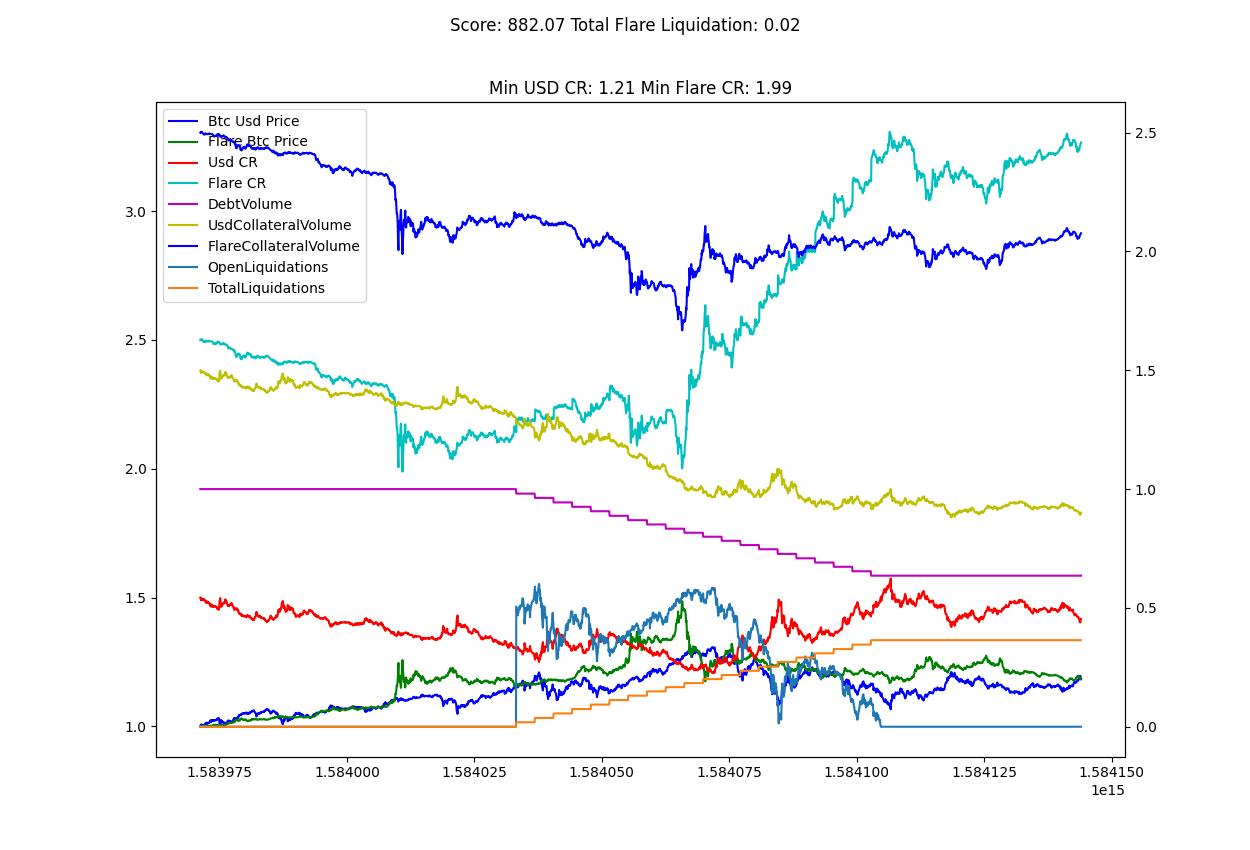 Score: 882.07 Total Flare Liquidation: 0.02
Min USD CR: 1.21 Min Flare CR: 1.99
Btc Usd Price
Flare Btc Price
Usd CR
Flare CR
DebtVolume
UsdCollateralVolume
FlareCollateralVolume
OpenLiquidations
TotalLiquidations
3.0
2.5
2.0
1.5
1.0
2.5
2.0
1.5
1.0
0.5
0.0
1.583975 1.584000 1.584025 1.584050 1.584075 1.584100 1.584125 1.584150
1e15